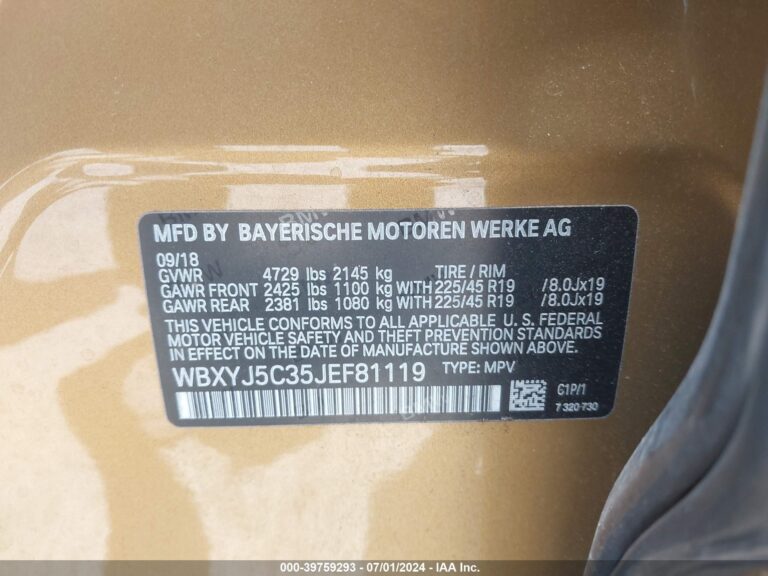 MFD BY BAYERISCHE MOTOREN WERKE AG
09/18
GVWR 4729 lbs 2145 kg TIRE / RIM
GAWR FRONT 2425 lbs 1100 kg WITH 225/45 R19 /8.0Jx19
GAWR REAR 2381 lbs 1080 kg WITH 225/45 R19 /8.0Jx19
THIS VEHICLE CONFORMS TO ALL APPLICABLE U. S. FEDERAL
MOTOR VEHICLE SAFETY AND THEFT PREVENTION STANDARDS
IN EFFECT ON THE DATE OF MANUFACTURE SHOWN ABOVE.
WBXYJ5C35JEF81119 TYPE: MPV
G1P/1
7 320 730
000-39759293 - 07/01/2024 - IAA Inc.